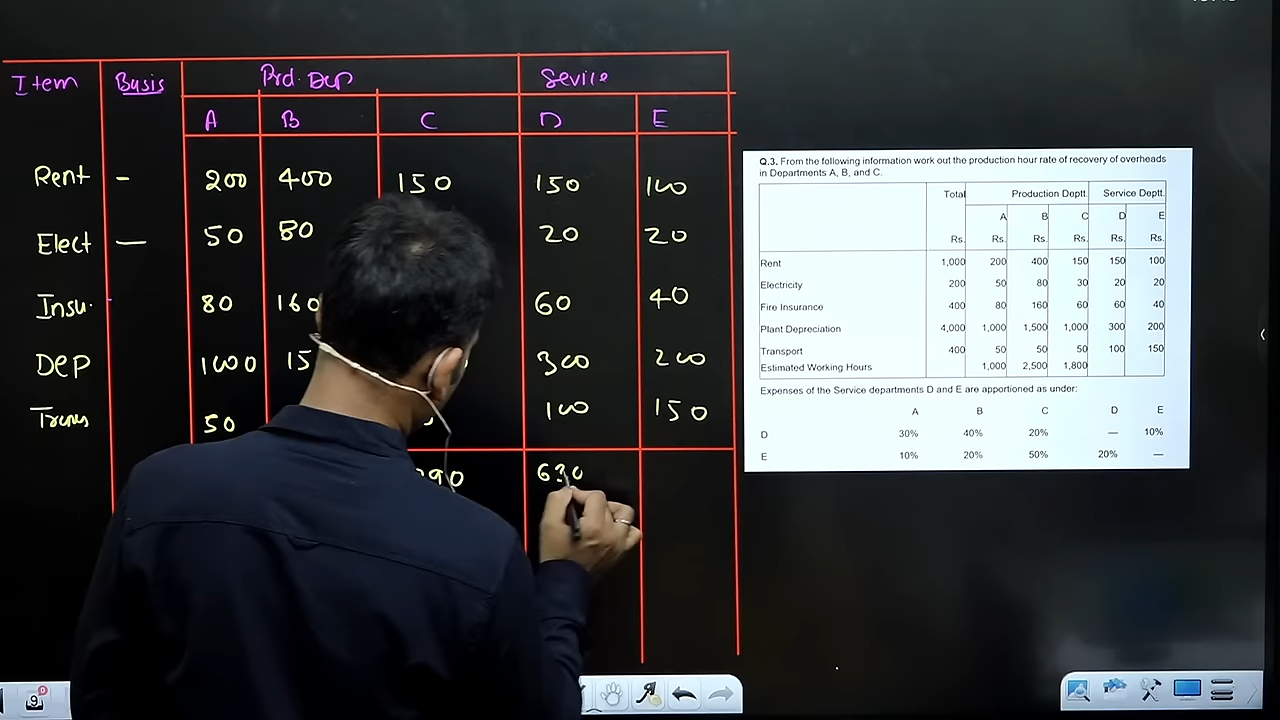 Item Basis Prd. Dep Sevice
A B C D E
Rent - 200 400 150 150 100
Elect — 50 80 20 20
Insu. 80 160 60 40
Dep 1000 15 300 200
Trans 50 100 150
90 630
Q.3. From the following information work out the production hour rate of recovery of overheads
in Departments A, B, and C.
Total Production Deptt. Service Deptt.
A B C D E
Rs. Rs. Rs. Rs. Rs. Rs.
Rent 1,000 200 400 150 150 100
Electricity 200 50 80 30 20 20
Fire Insurance 400 80 160 60 60 40
Plant Depreciation 4,000 1,000 1,500 1,000 300 200
Transport 400 50 50 50 100 150
Estimated Working Hours 1,000 2,500 1,800
Expenses of the Service departments D and E are apportioned as under:
A B C D E
D 30% 40% 20% — 10%
E 10% 20% 50% 20% —
9